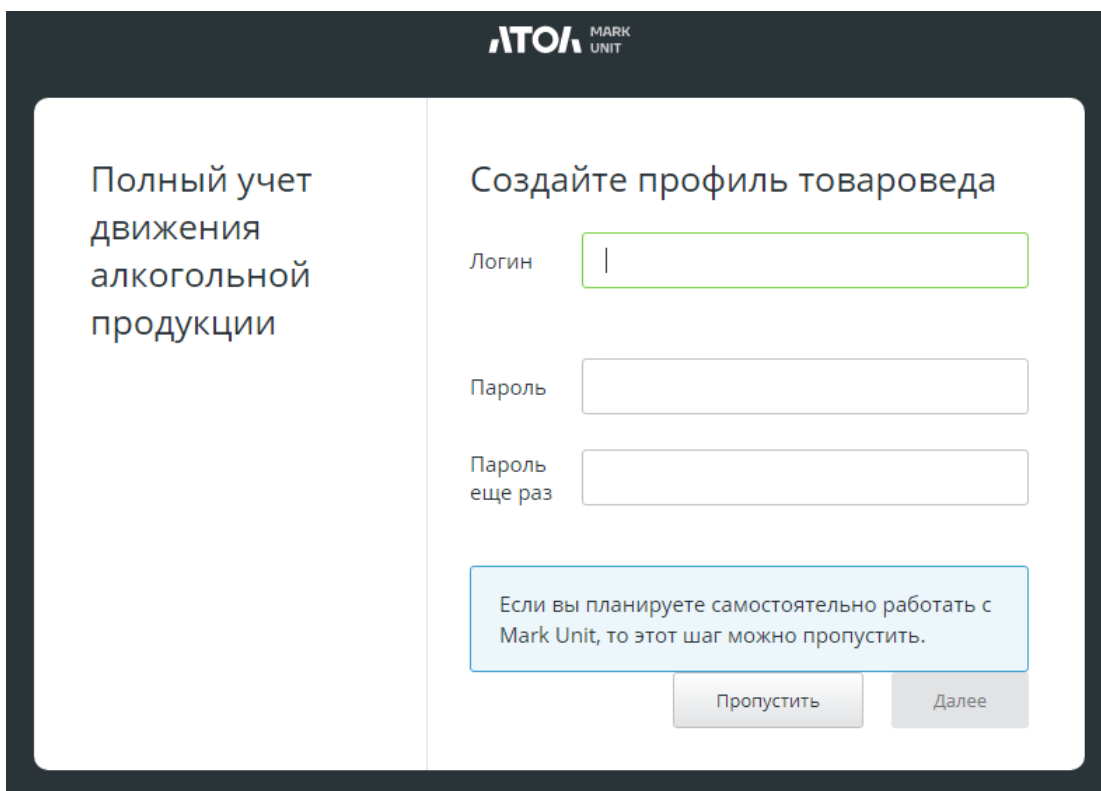 АТОЛ MARK
UNIT
Полный учет
движения
алкогольной
продукции
Создайте профиль товароведа
Логин
Пароль
Пароль
еще раз
Если вы планируете самостоятельно работать с
Mark Unit, то этот шаг можно пропустить.
Пропустить
Далее